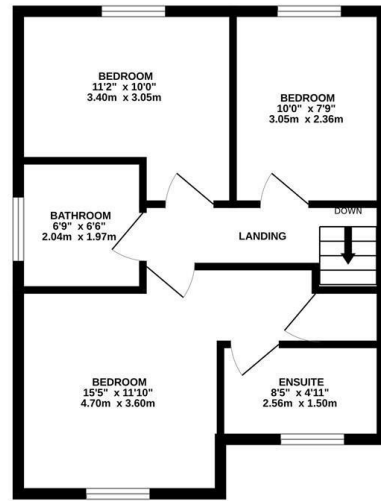 BEDROOM
11'2" x 10'0"
3.40m x 3.05m
BEDROOM
10'0" x 7'9"
3.05m x 2.36m
BATHROOM
6'9" x 6'6"
2.04m x 1.97m
DOWN
LANDING
BEDROOM
15'5" x 11'10"
4.70m x 3.60m
ENSUITE
8'5" x 4'11"
2.56m x 1.50m